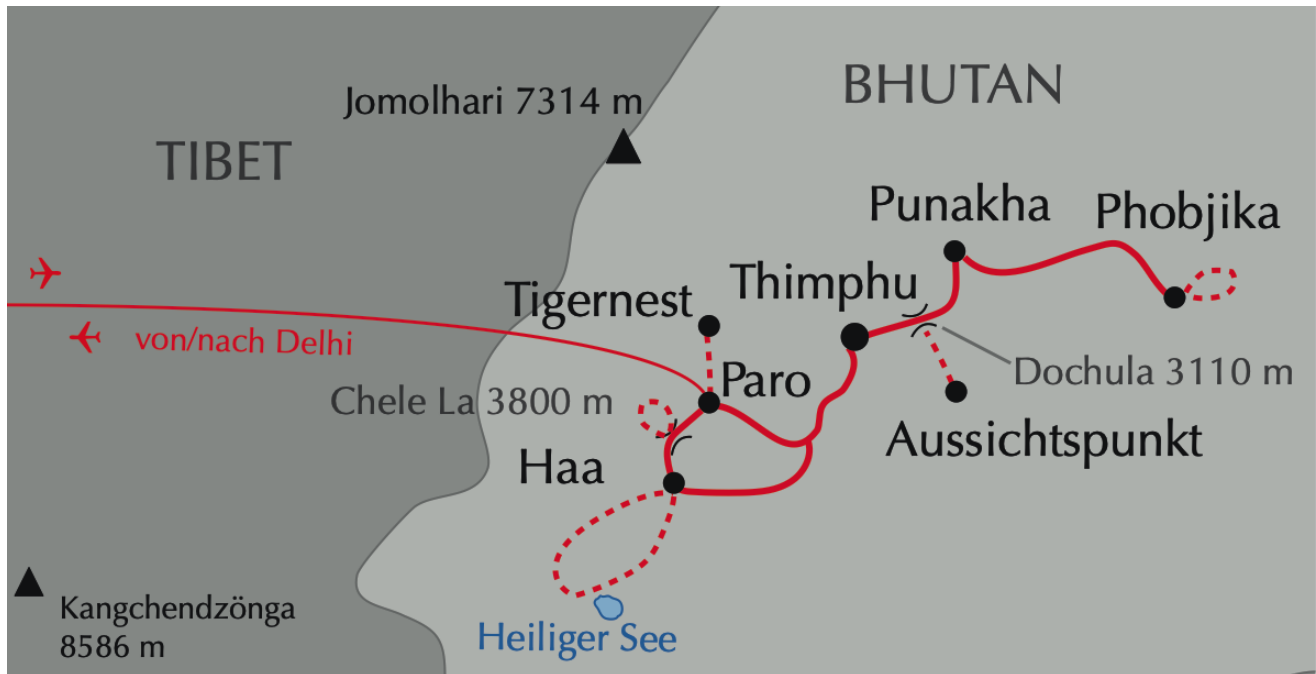 BHUTAN
Jomolhari 7314 m
TIBET
Punakha
Phobjika
Thimphu
Tigernest
von/nach Delhi
Dochula 3110 m
Paro
Chele La 3800 m
Aussichtspunkt
Haa
Kangchendzönga
8586 m
Heiliger See